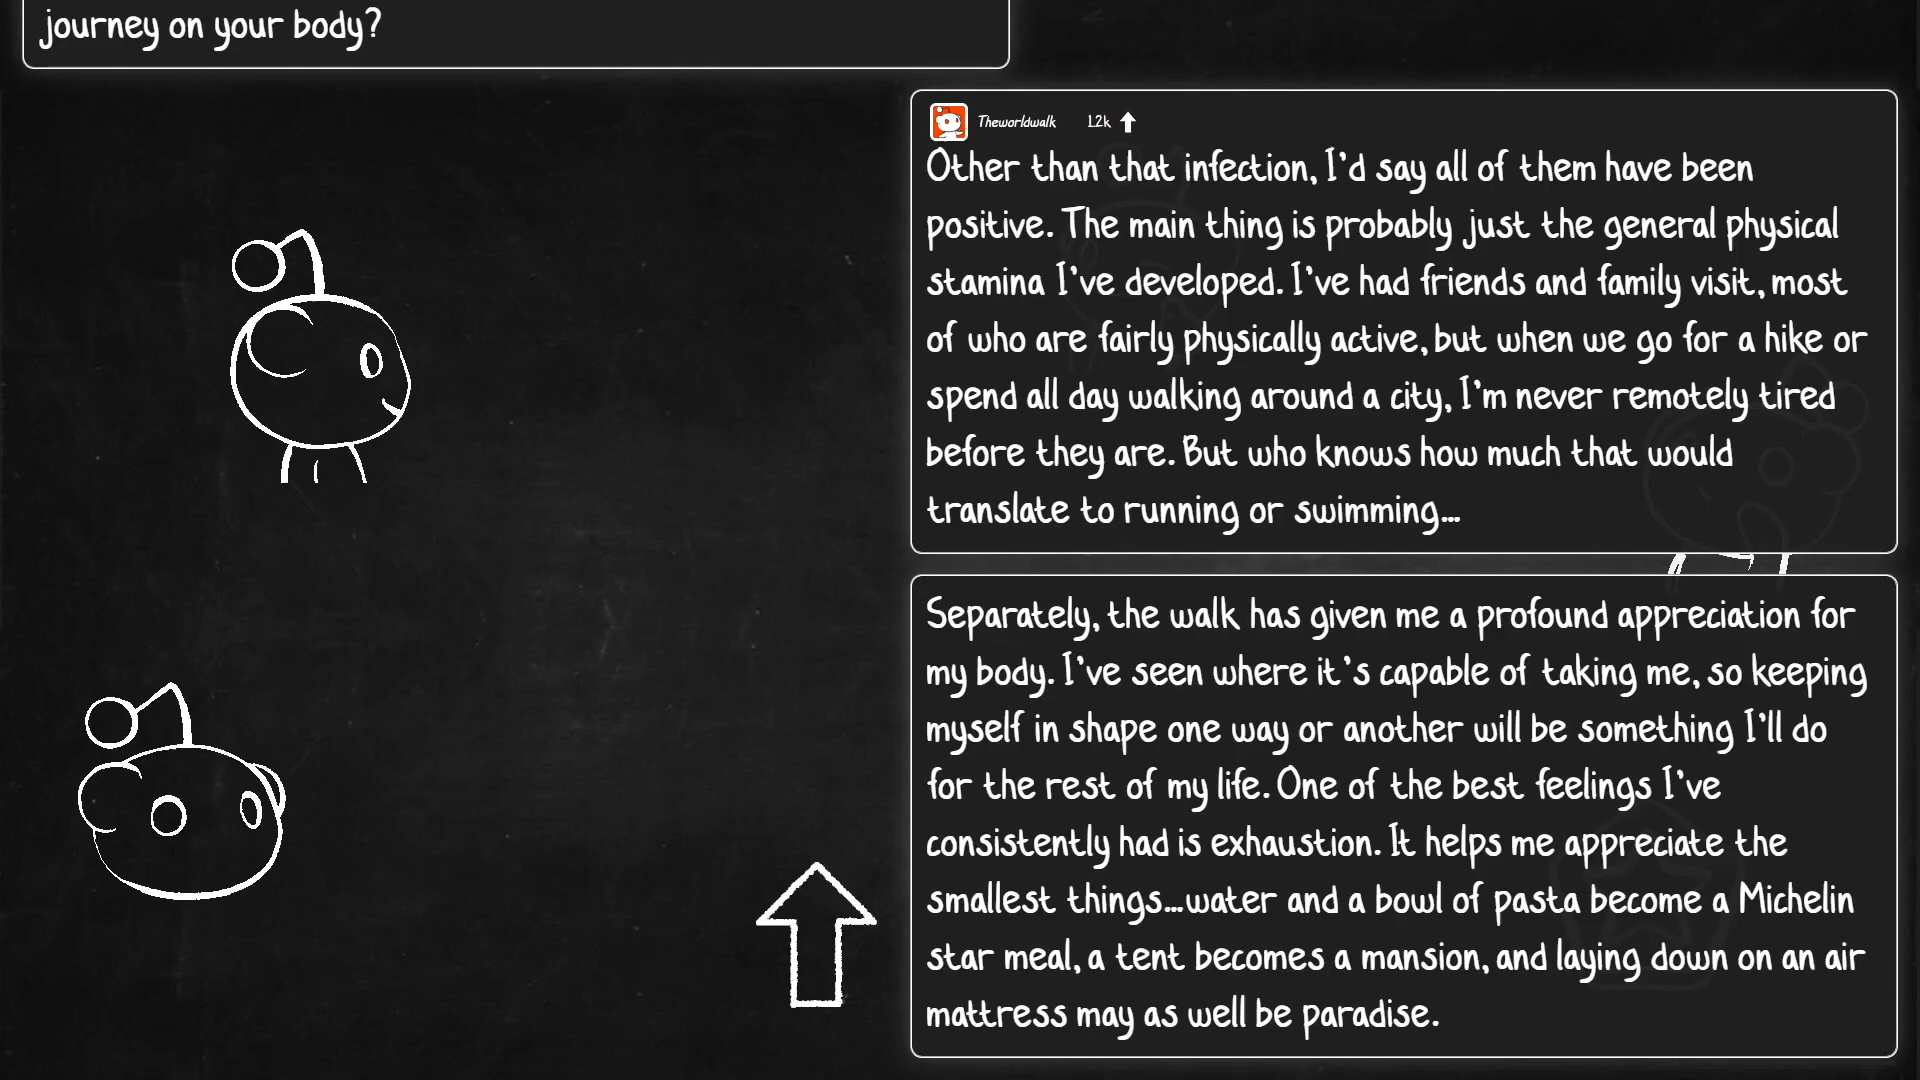 journey on your body?
Theworldwalk 1.2k
Other than that infection, I'd say all of them have been
positive. The main thing is probably just the general physical
stamina I've developed. I've had friends and family visit, most
of who are fairly physically active, but when we go for a hike or
spend all day walking around a city, I'm never remotely tired
before they are. But who knows how much that would
translate to running or swimming...
Separately, the walk has given me a profound appreciation for
my body. I've seen where it's capable of taking me, so keeping
myself in shape one way or another will be something I'll do
for the rest of my life. One of the best feelings I've
consistently had is exhaustion. It helps me appreciate the
smallest things...water and a bowl of pasta become a Michelin
star meal, a tent becomes a mansion, and laying down on an air
mattress may as well be paradise.